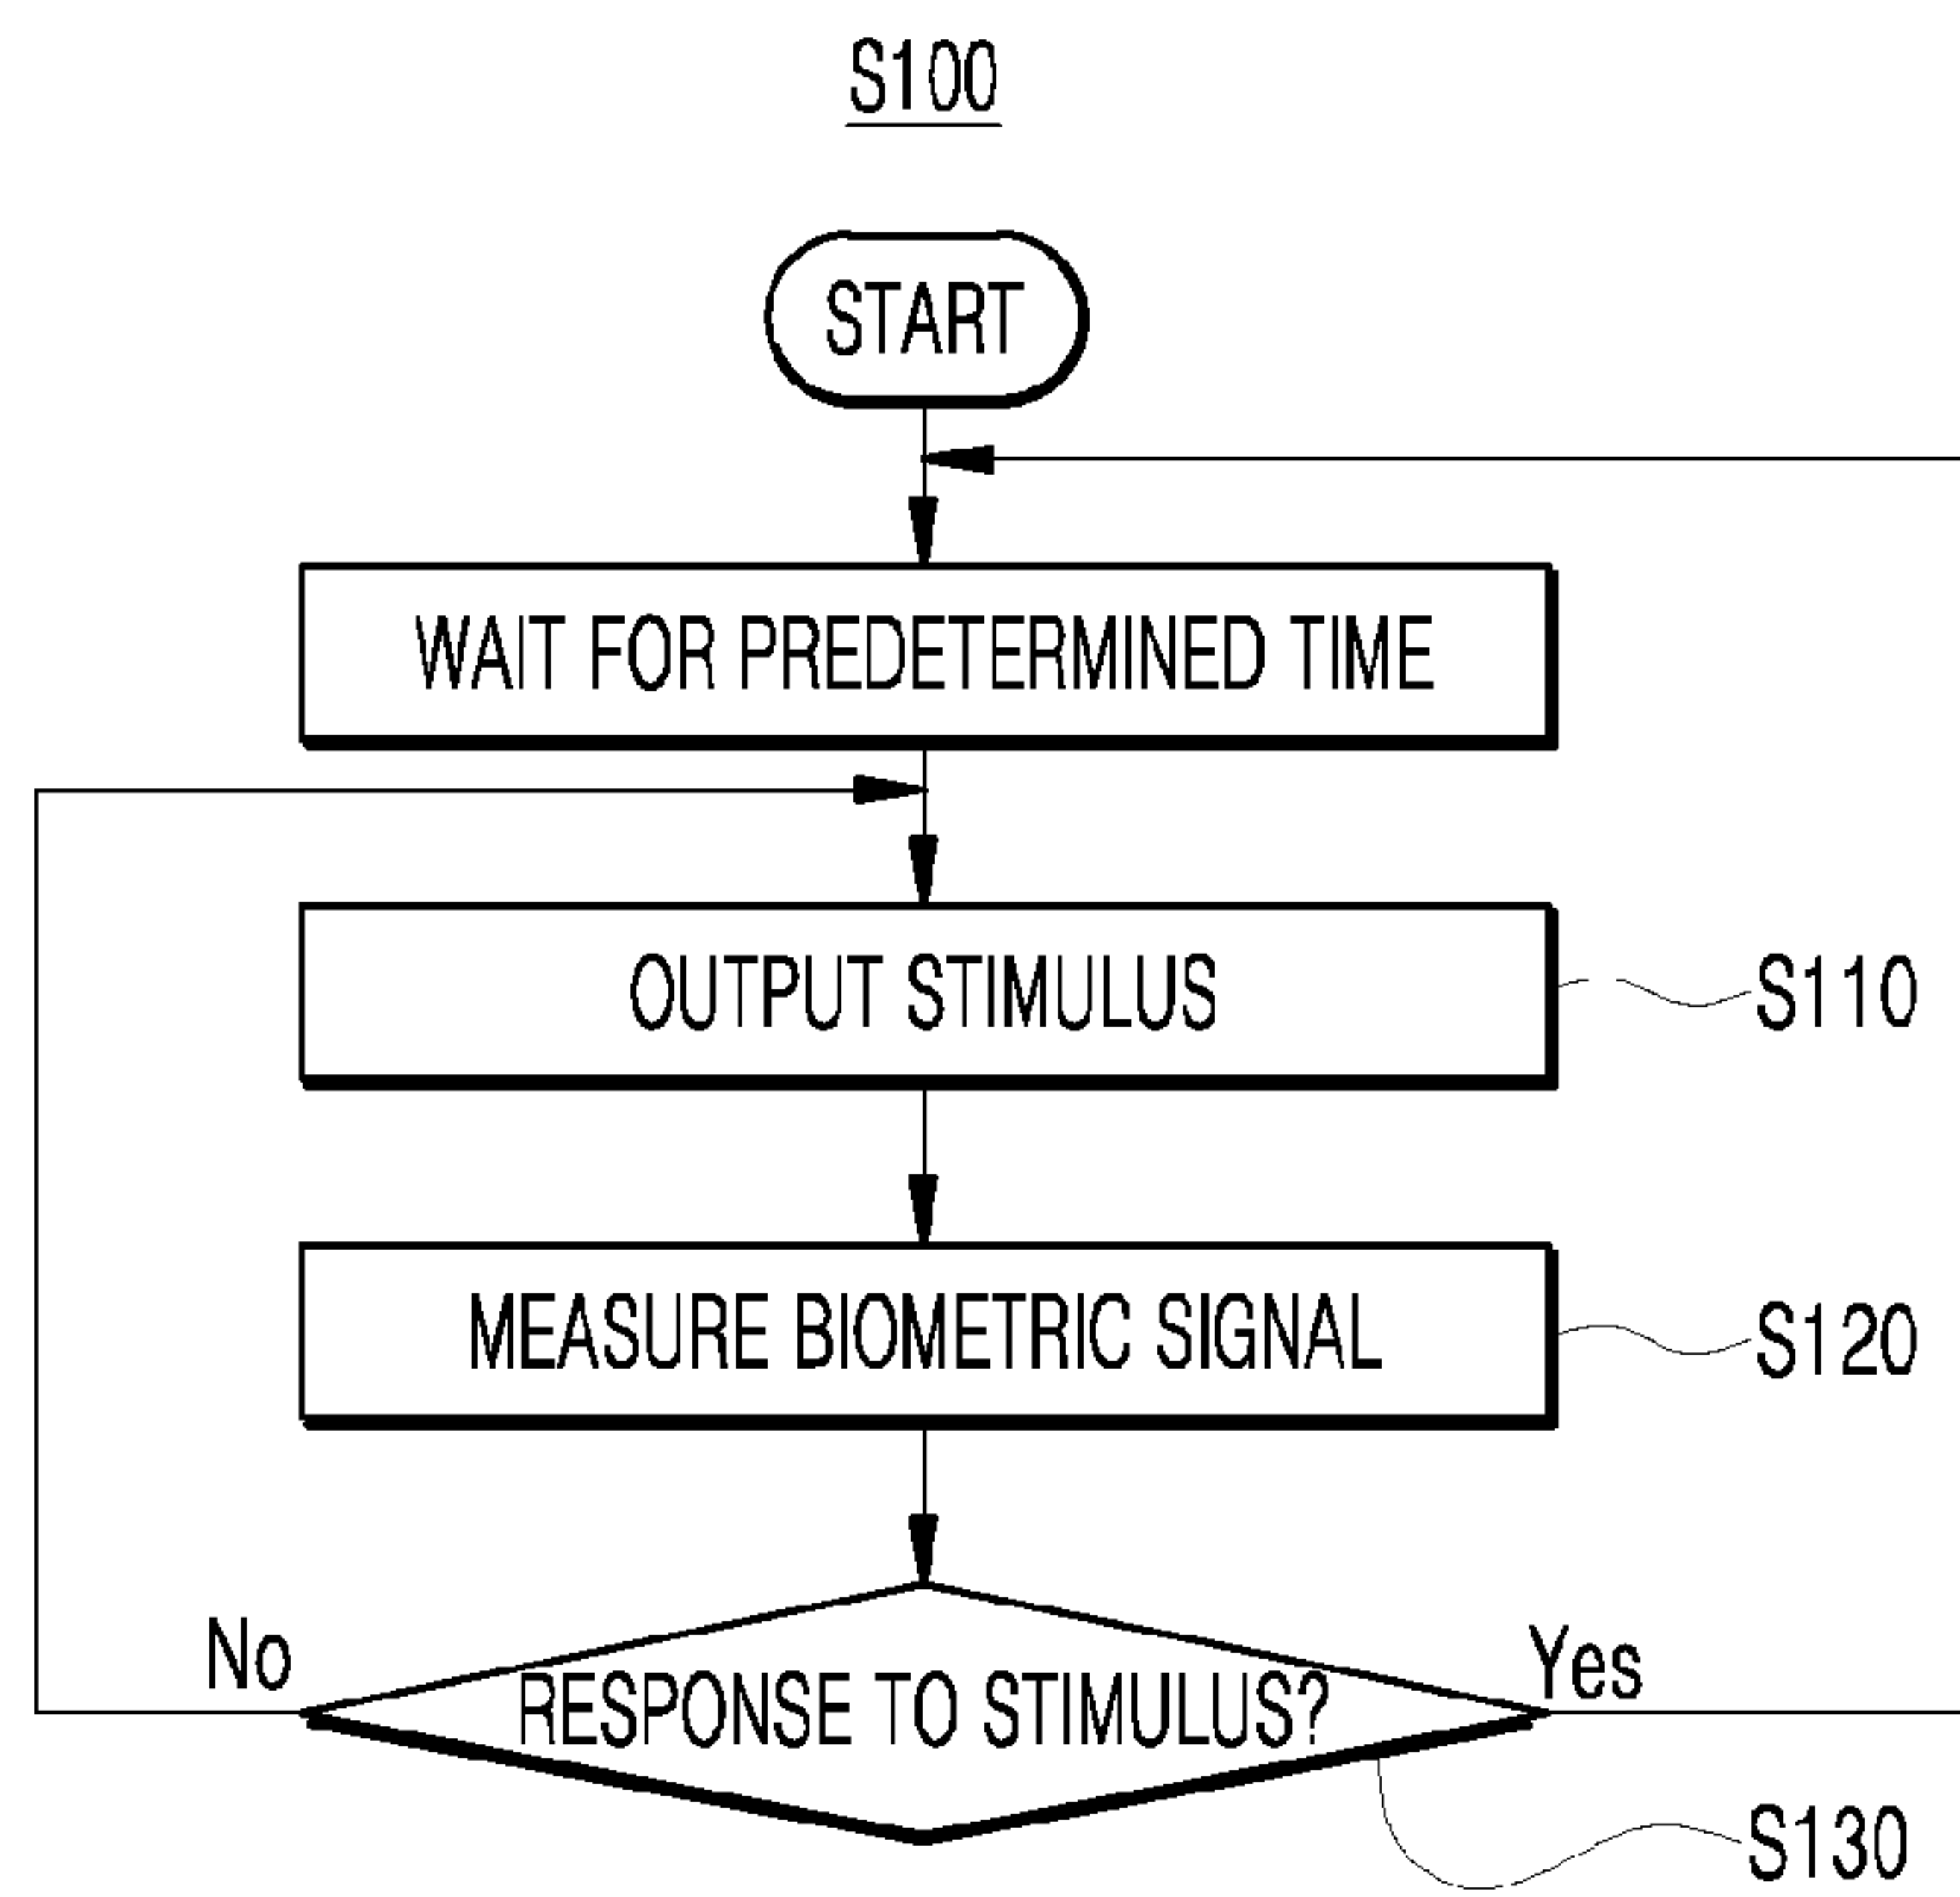 S100
START
WAIT FOR PREDETERMINED TIME
OUTPUT STIMULUS
S110
MEASURE BIOMETRIC SIGNAL
S120
No
Yes
RESPONSE TO STIMULUS?
S130